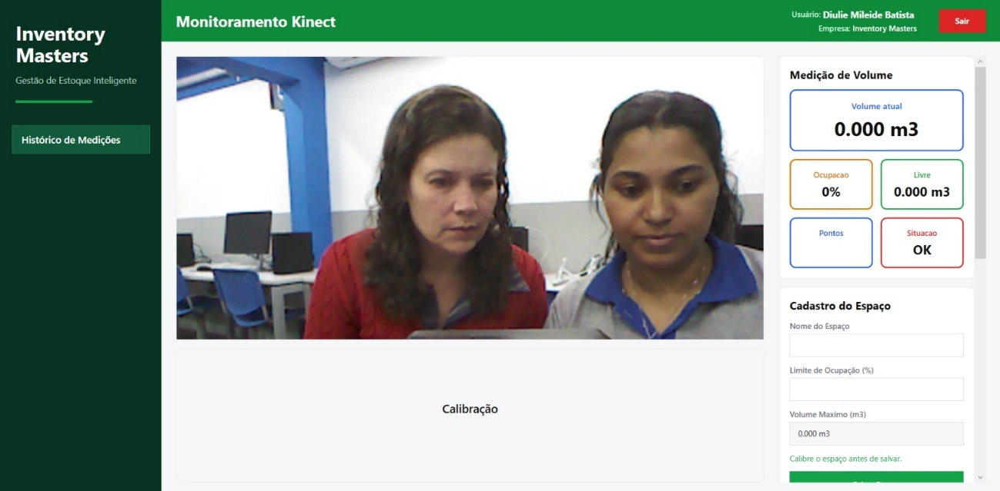 Inventory
Masters
Gestão de Estoque Inteligente
Histórico de Medições
Monitoramento Kinect
Usuário: Diulie Mileide Batista
Empresa: Inventory Masters
Sair
Medição de Volume
Volume atual
0.000 m3
Ocupacao
0%
Livre
0.000 m3
Pontos
Situacao
OK
Calibração
Cadastro do Espaço
Nome do Espaço
Limite de Ocupação (%)
Volume Maximo (m3)
0.000 m3
Calibre o espaço antes de salvar.